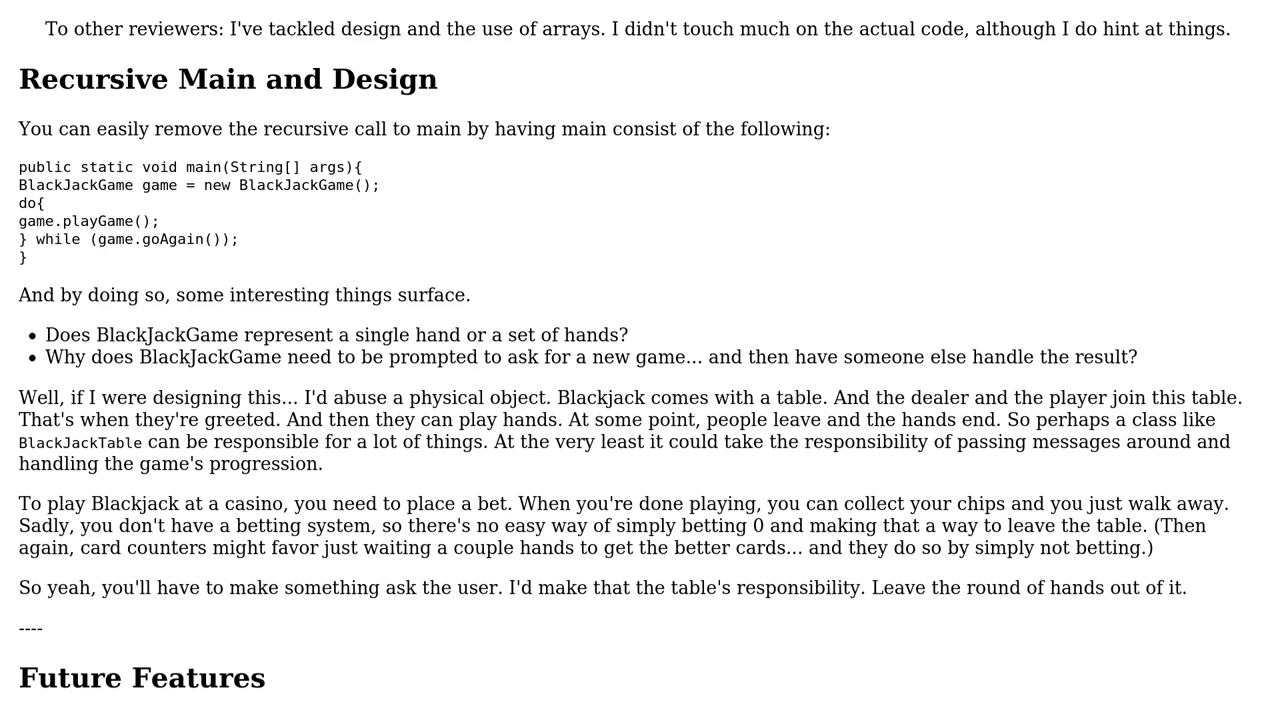 To other reviewers: I've tackled design and the use of arrays. I didn't touch much on the actual code, although I do hint at things.
Recursive Main and Design
You can easily remove the recursive call to main by having main consist of the following:
public static void main(String[] args){
BlackJackGame game = new BlackJackGame();
do{
game.playGame();
} while (game.goAgain());
}
And by doing so, some interesting things surface.
• Does BlackJackGame represent a single hand or a set of hands?
• Why does BlackJackGame need to be prompted to ask for a new game... and then have someone else handle the result?
Well, if I were designing this... I'd abuse a physical object. Blackjack comes with a table. And the dealer and the player join this table.
That's when they're greeted. And then they can play hands. At some point, people leave and the hands end. So perhaps a class like
BlackJackTable can be responsible for a lot of things. At the very least it could take the responsibility of passing messages around and
handling the game's progression.
To play Blackjack at a casino, you need to place a bet. When you're done playing, you can collect your chips and you just walk away.
Sadly, you don't have a betting system, so there's no easy way of simply betting 0 and making that a way to leave the table. (Then
again, card counters might favor just waiting a couple hands to get the better cards... and they do so by simply not betting.)
So yeah, you'll have to make something ask the user. I'd make that the table's responsibility. Leave the round of hands out of it.
----
Future Features